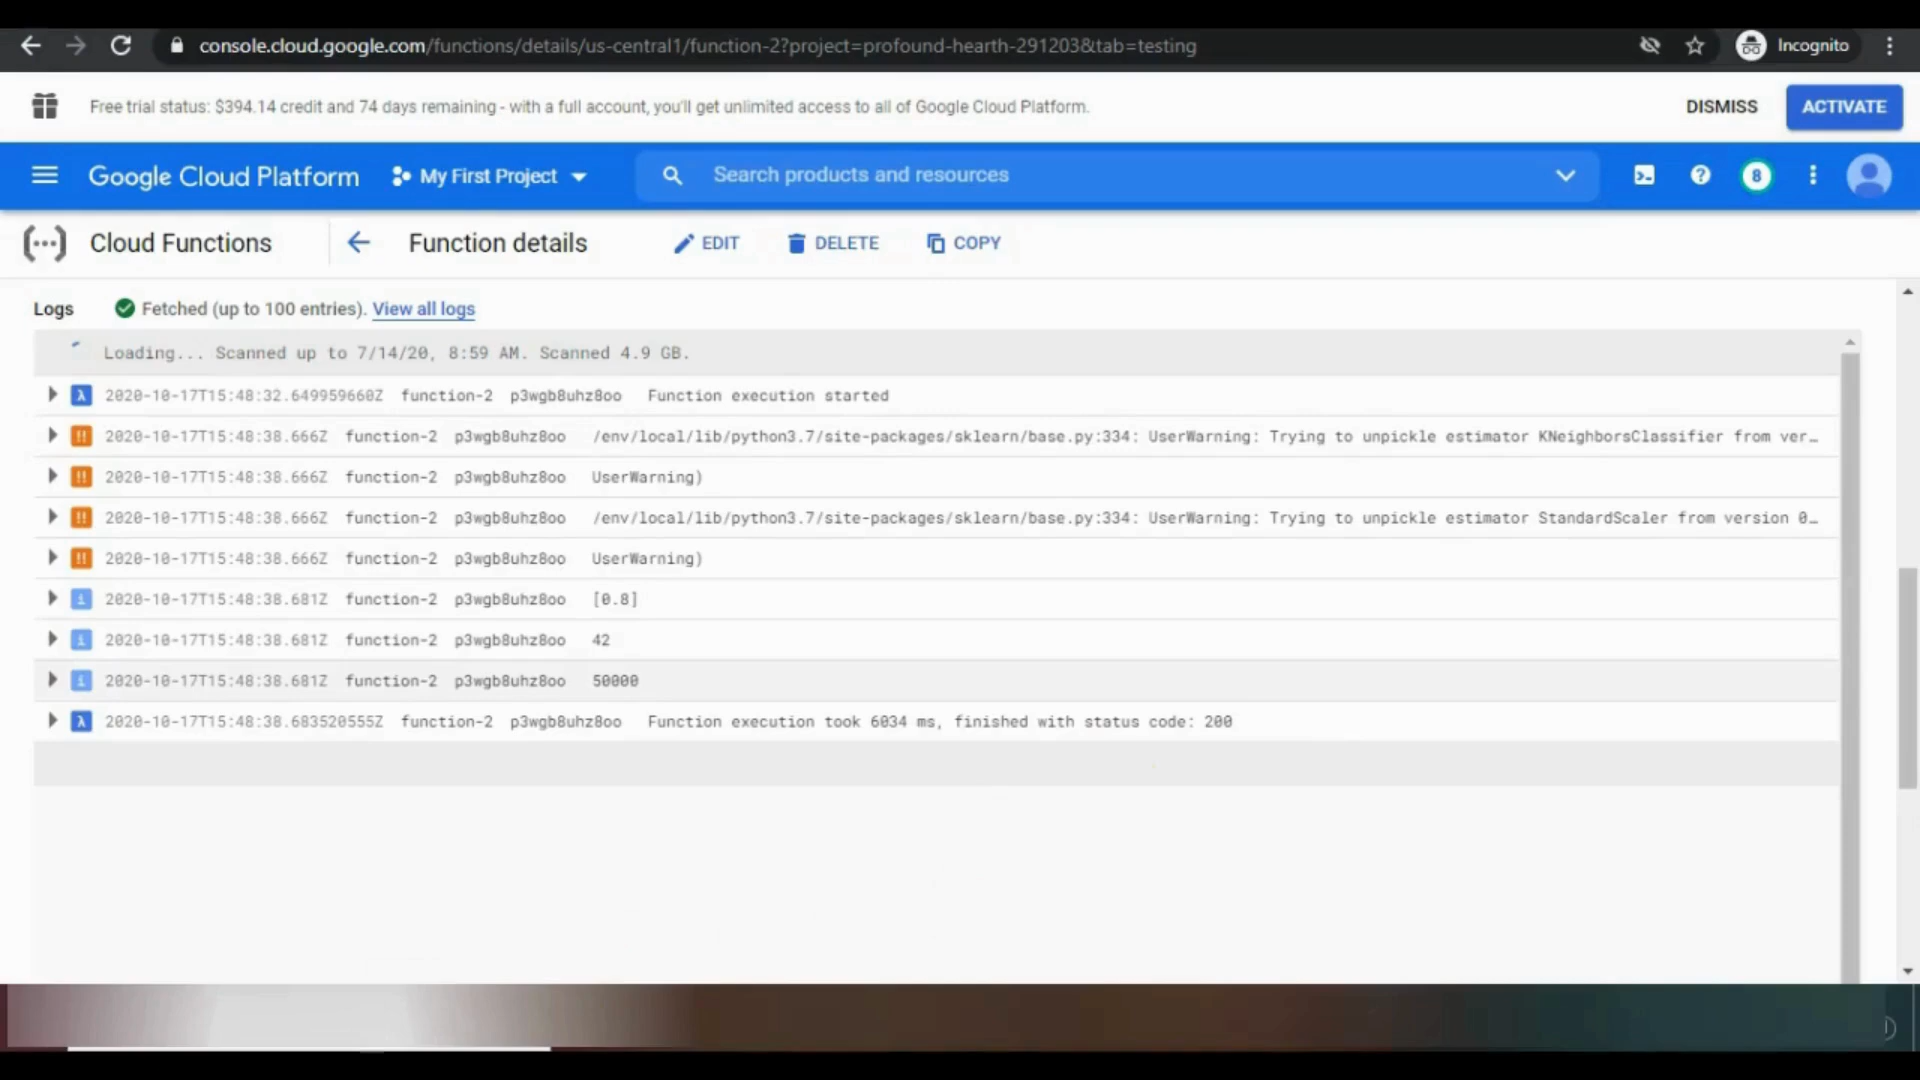 console.cloud.google.com/functions/details/us-central1/function-2?project=profound-hearth-291203&tab=testing
Incognito
Free trial status: $394.14 credit and 74 days remaining - with a full account, you'll get unlimited access to all of Google Cloud Platform.
DISMISS
ACTIVATE
Google Cloud Platform
My First Project
Search products and resources
8
Cloud Functions
Function details
EDIT
DELETE
COPY
Logs
Fetched (up to 100 entries). View all logs
Loading... Scanned up to 7/14/20, 8:59 AM. Scanned 4.9 GB.
2020-10-17T15:48:32.649959660Z function-2 p3wgb8uhz8oo Function execution started
2020-10-17T15:48:38.666Z function-2 p3wgb8uhz8oo /env/local/lib/python3.7/site-packages/sklearn/base.py:334: UserWarning: Trying to unpickle estimator KNeighborsClassifier from ver…
2020-10-17T15:48:38.666Z function-2 p3wgb8uhz8oo UserWarning)
2020-10-17T15:48:38.666Z function-2 p3wgb8uhz8oo /env/local/lib/python3.7/site-packages/sklearn/base.py:334: UserWarning: Trying to unpickle estimator StandardScaler from version 0…
2020-10-17T15:48:38.666Z function-2 p3wgb8uhz8oo UserWarning)
2020-10-17T15:48:38.681Z function-2 p3wgb8uhz8oo [0.8]
2020-10-17T15:48:38.681Z function-2 p3wgb8uhz8oo 42
2020-10-17T15:48:38.681Z function-2 p3wgb8uhz8oo 50000
2020-10-17T15:48:38.683520555Z function-2 p3wgb8uhz8oo Function execution took 6034 ms, finished with status code: 200